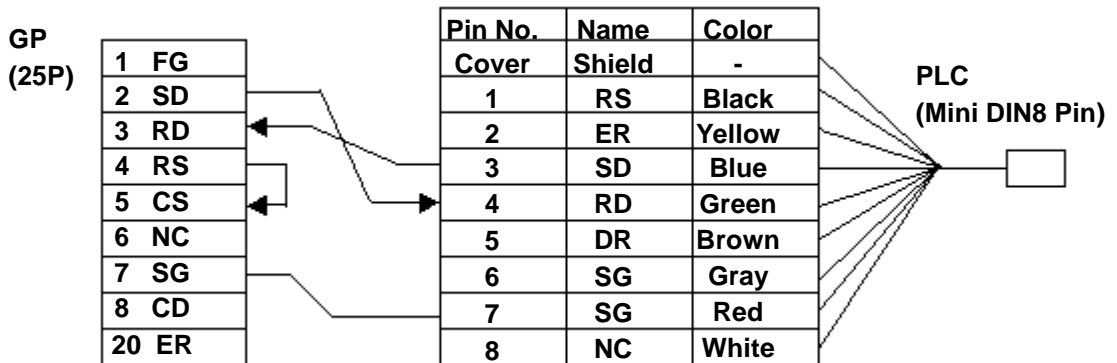 GP
(25P)
1 FG
2 SD
3 RD
4 RS
5 CS
6 NC
7 SG
8 CD
20 ER
Pin No. Name Color
Cover Shield -
1 RS Black
2 ER Yellow
3 SD Blue
4 RD Green
5 DR Brown
6 SG Gray
7 SG Red
8 NC White
PLC
(Mini DIN8 Pin)